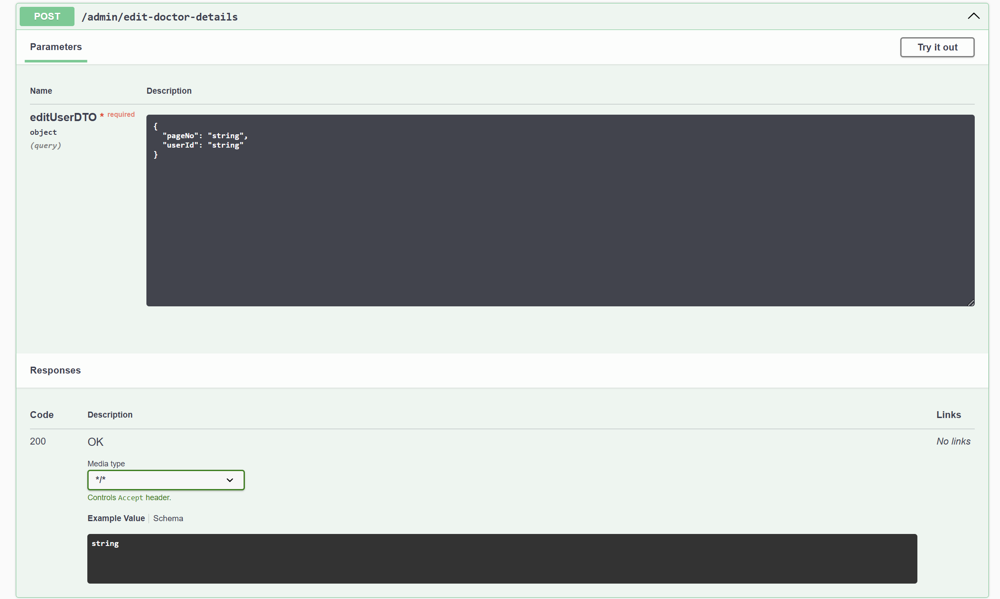 POST /admin/edit-doctor-details
Parameters
Try it out
Name Description
editUserDTO * required
object
(query)
{
  "pageNo": "string",
  "userId": "string"
}
Responses
Code Description Links
200 OK No links
Media type
*/*
Controls Accept header.
Example Value Schema
string